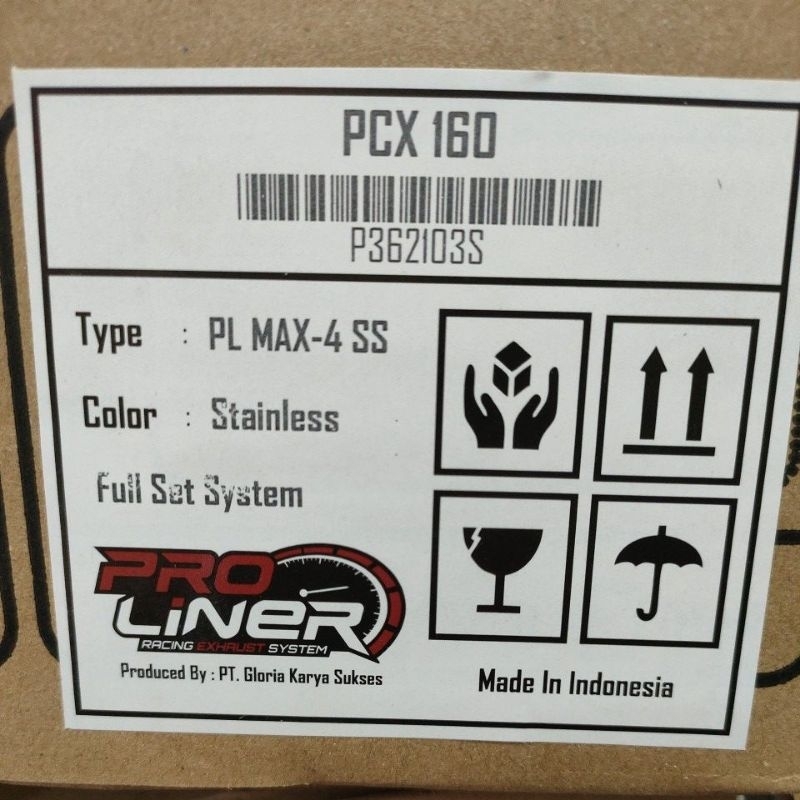 PCX 160
P362103S
Type : PL MAX-4 SS
Color : Stainless
Full Set System
PRO
LiNER
RACING EXHAUST SYSTEM
Produced By : PT. Gloria Karya Sukses
Made In Indonesia